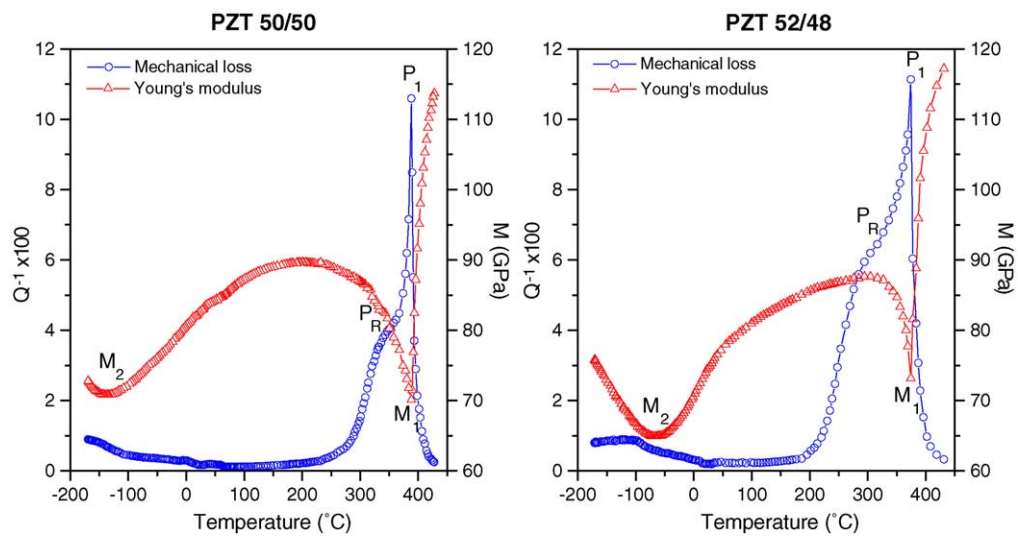 PZT 50/50
12
10
8
6
4
2
0
Q⁻¹ x100
Mechanical loss
Young's modulus
P₁
P_R
M₂
M₁
120
110
100
90
80
70
60
M (GPa)
-200 -100 0 100 200 300 400
Temperature (˚C)
PZT 52/48
12
10
8
6
4
2
0
Q⁻¹ x100
Mechanical loss
Young's modulus
P₁
P_R
M₂
M₁
120
110
100
90
80
70
60
M (GPa)
-200 -100 0 100 200 300 400
Temperature (˚C)